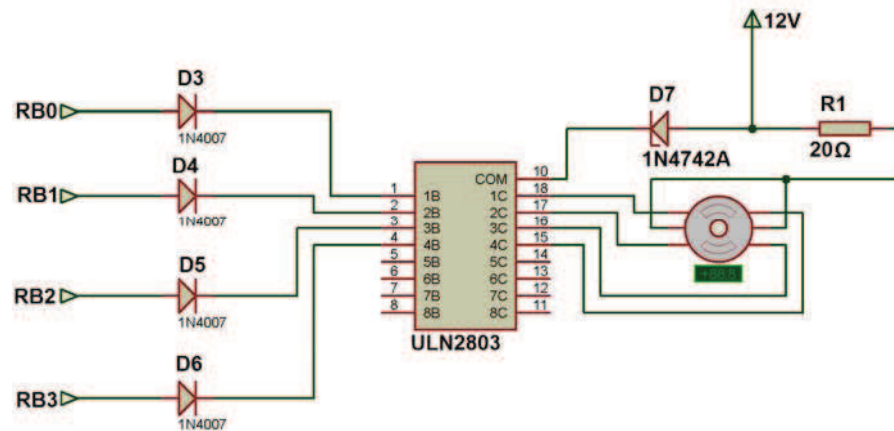 12V
D3
RB0
1N4007
D7
R1
1N4742A
20Ω
D4
RB1
1N4007
COM 10
1 1B 1C 18
2 2B 2C 17
3 3B 3C 16
4 4B 4C 15
5 5B 5C 14
6 6B 6C 13
7 7B 7C 12
8 8B 8C 11
+88.8
D5
RB2
1N4007
ULN2803
D6
RB3
1N4007